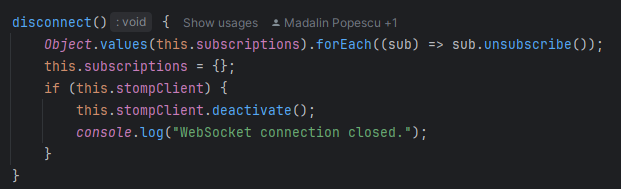 disconnect() : void { Show usages Madalin Popescu +1
Object.values(this.subscriptions).forEach((sub) => sub.unsubscribe());
this.subscriptions = {};
if (this.stompClient) {
this.stompClient.deactivate();
console.log("WebSocket connection closed.");
}
}